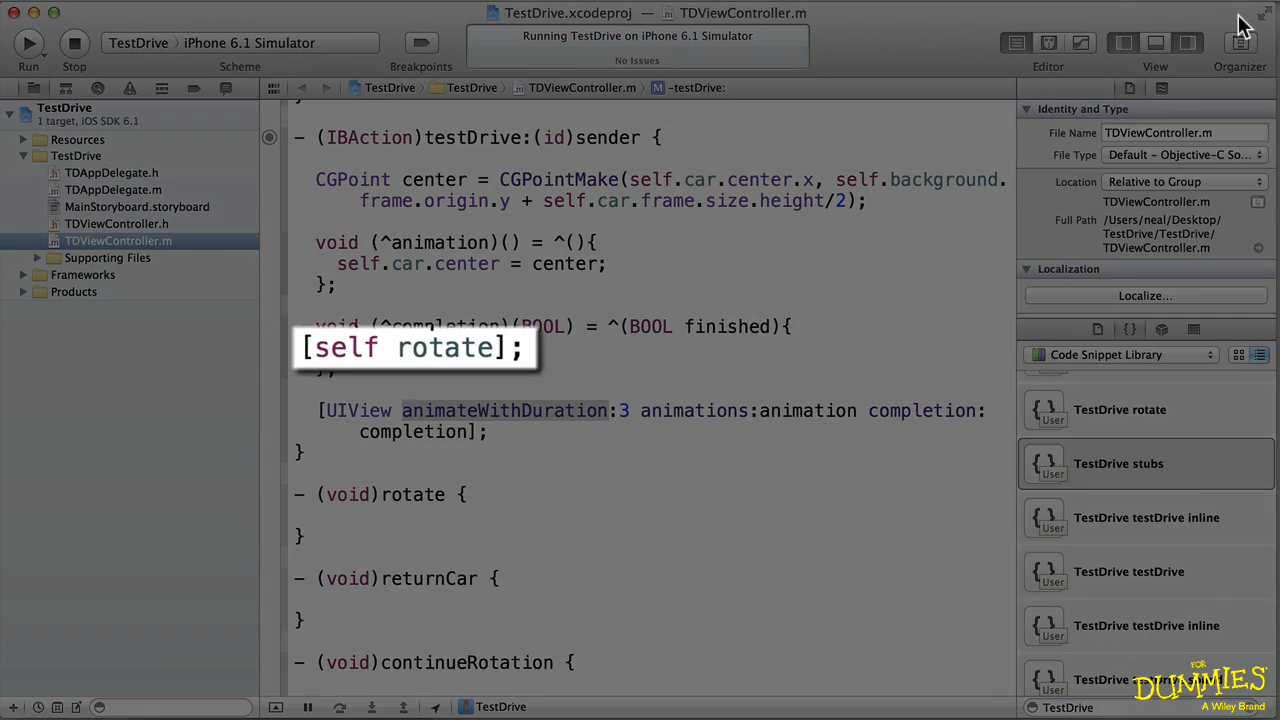 TestDrive.xcodeproj — TDViewController.m
TestDrive iPhone 6.1 Simulator
Running TestDrive on iPhone 6.1 Simulator
No Issues
Run Stop Scheme Breakpoints Editor View Organizer
TestDrive TestDrive TDViewController.m M -testDrive:
TestDrive
1 target, iOS SDK 6.1
Resources
TestDrive
TDAppDelegate.h
TDAppDelegate.m
MainStoryboard.storyboard
TDViewController.h
TDViewController.m
Supporting Files
Frameworks
Products
}
- (IBAction)testDrive:(id)sender {
CGPoint center = CGPointMake(self.car.center.x, self.background.
frame.origin.y + self.car.frame.size.height/2);
void (^animation)() = ^(){
self.car.center = center;
};
void (^completion)(BOOL) = ^(BOOL finished){
[self rotate];
};
[UIView animateWithDuration:3 animations:animation completion:
completion];
}
- (void)rotate {
}
- (void)returnCar {
}
- (void)continueRotation {
Identity and Type
File Name TDViewController.m
File Type Default - Objective-C So...
Location Relative to Group
TDViewController.m
Full Path /Users/neal/Desktop/
TestDrive/TestDrive/
TDViewController.m
Localization
Localize...
Code Snippet Library
{ } User TestDrive rotate
{ } User TestDrive stubs
{ } User TestDrive testDrive inline
{ } User TestDrive testDrive
{ } User TestDrive testDrive inline
TestDrive
TestDrive
TestDrive
FOR
DUMMIES
A Wiley Brand